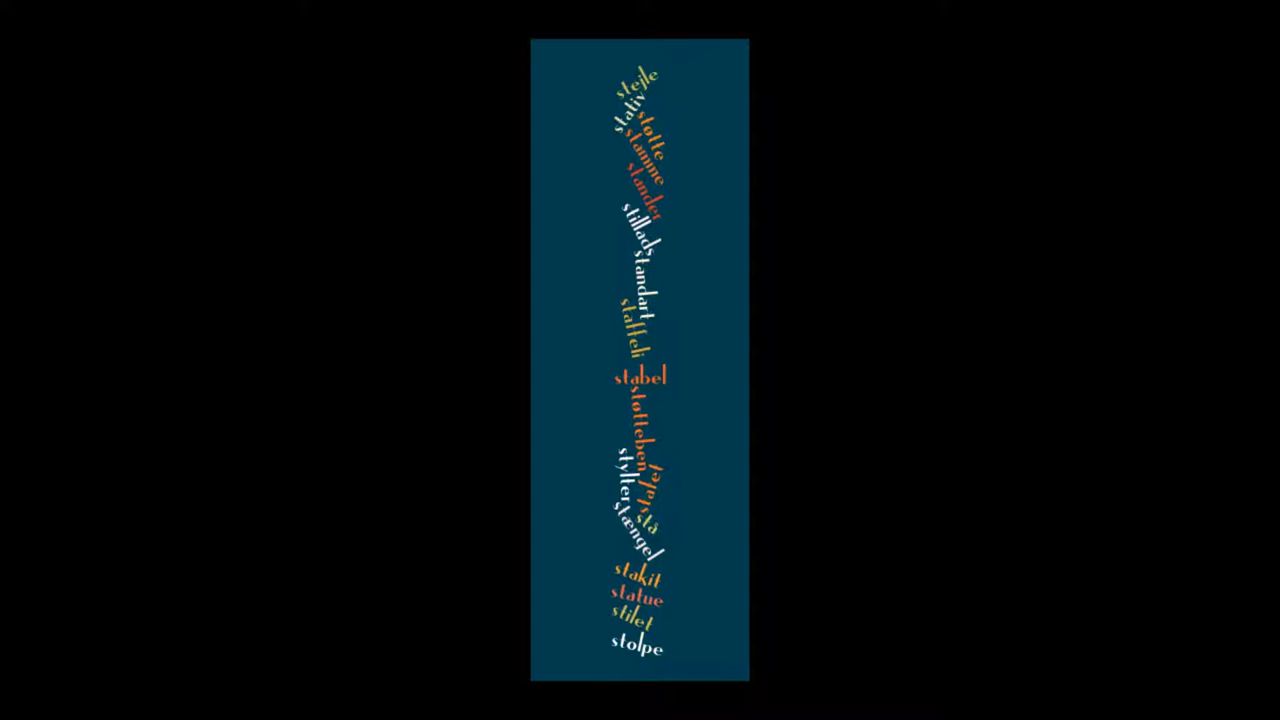 stejle
stativ
støtte
stamme
stander
stillads
standart
staffeli
stabel
støtteben
stylter
stå
stængel
stakit
statue
stilet
stolpe